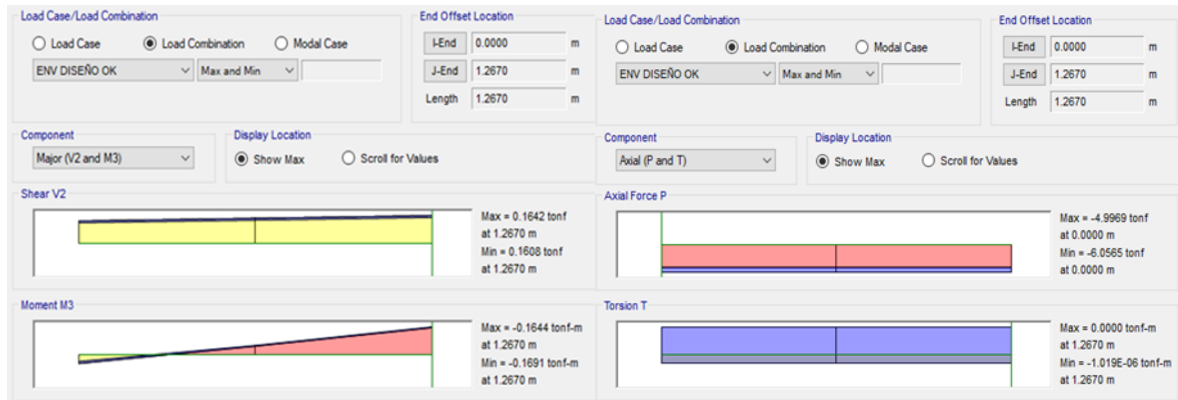 Load Case/Load Combination
Load Case Load Combination Modal Case
ENV DISEÑO OK Max and Min
End Offset Location
I-End 0.0000 m
J-End 1.2670 m
Length 1.2670 m
Component
Major (V2 and M3)
Display Location
Show Max Scroll for Values
Shear V2
Max = 0.1642 tonf
at 1.2670 m
Min = 0.1608 tonf
at 1.2670 m
Moment M3
Max = -0.1644 tonf-m
at 1.2670 m
Min = -0.1691 tonf-m
at 1.2670 m
Load Case/Load Combination
Load Case Load Combination Modal Case
ENV DISEÑO OK Max and Min
End Offset Location
I-End 0.0000 m
J-End 1.2670 m
Length 1.2670 m
Component
Axial (P and T)
Display Location
Show Max Scroll for Values
Axial Force P
Max = -4.9969 tonf
at 0.0000 m
Min = -6.0565 tonf
at 0.0000 m
Torsion T
Max = 0.0000 tonf-m
at 1.2670 m
Min = -1.019E-06 tonf-m
at 1.2670 m